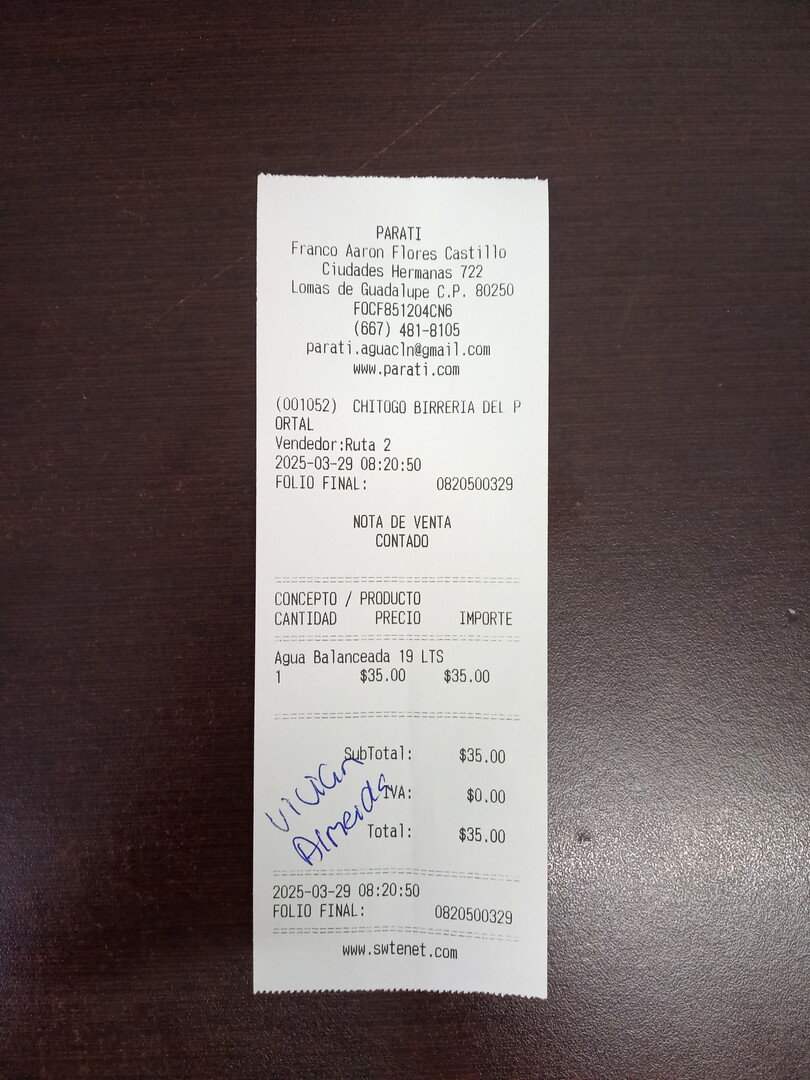 PARATI
Franco Aaron Flores Castillo
Ciudades Hermanas 722
Lomas de Guadalupe C.P. 80250
FOCF851204CN6
(667) 481-8105
parati.aguacln@gmail.com
www.parati.com
(001052) CHITOGO BIRRERIA DEL P
ORTAL
Vendedor:Ruta 2
2025-03-29 08:20:50
FOLIO FINAL: 0820500329
NOTA DE VENTA
CONTADO
CONCEPTO / PRODUCTO
CANTIDAD PRECIO IMPORTE
Agua Balanceada 19 LTS
1 $35.00 $35.00
SubTotal: $35.00
IVA: $0.00
Total: $35.00
Vivian
Almeida
2025-03-29 08:20:50
FOLIO FINAL: 0820500329
www.swtenet.com